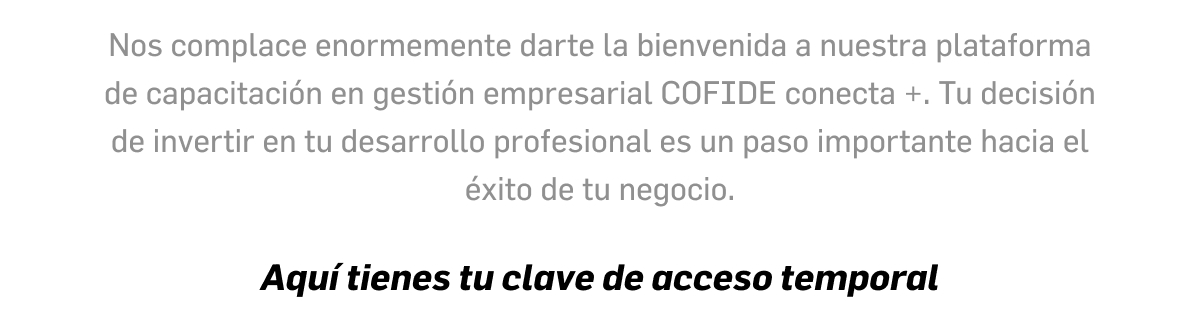 Nos complace enormemente darte la bienvenida a nuestra plataforma
de capacitación en gestión empresarial COFIDE conecta +. Tu decisión
de invertir en tu desarrollo profesional es un paso importante hacia el
éxito de tu negocio.
Aquí tienes tu clave de acceso temporal